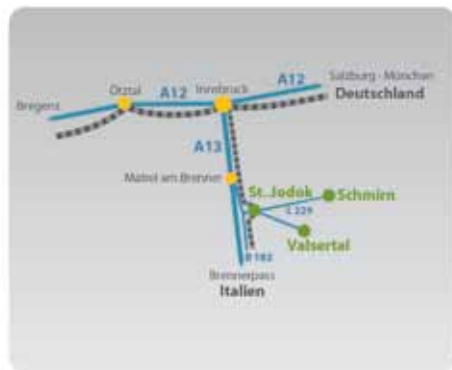 Ötztal
A12
Innsbruck
A12
Salzburg - München
Deutschland
Bregenz
A13
Matrei am Brenner
St. Jodok
Schmirn
L 229
Valsertal
B 182
Brennerpass
Italien